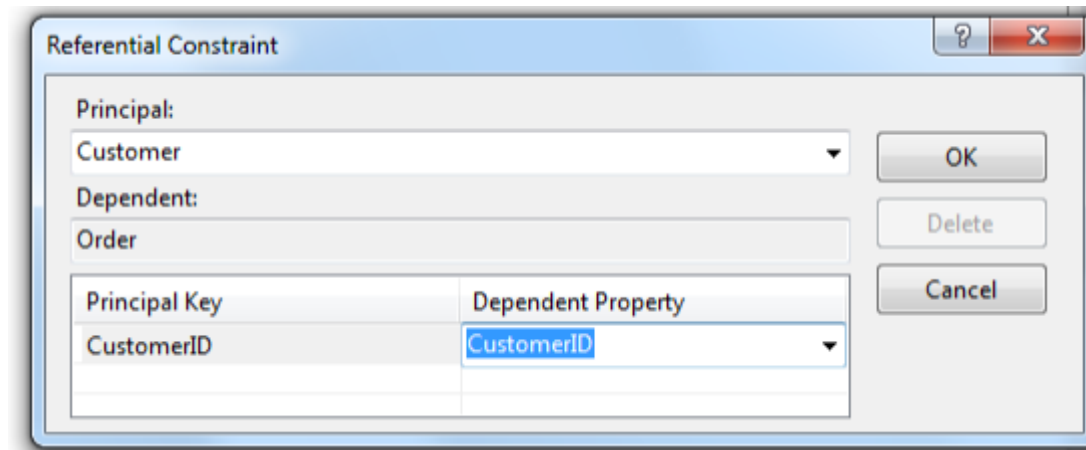 Referential Constraint
?
Principal:
Customer
OK
Dependent:
Order
Delete
Principal Key
Dependent Property
Cancel
CustomerID
CustomerID